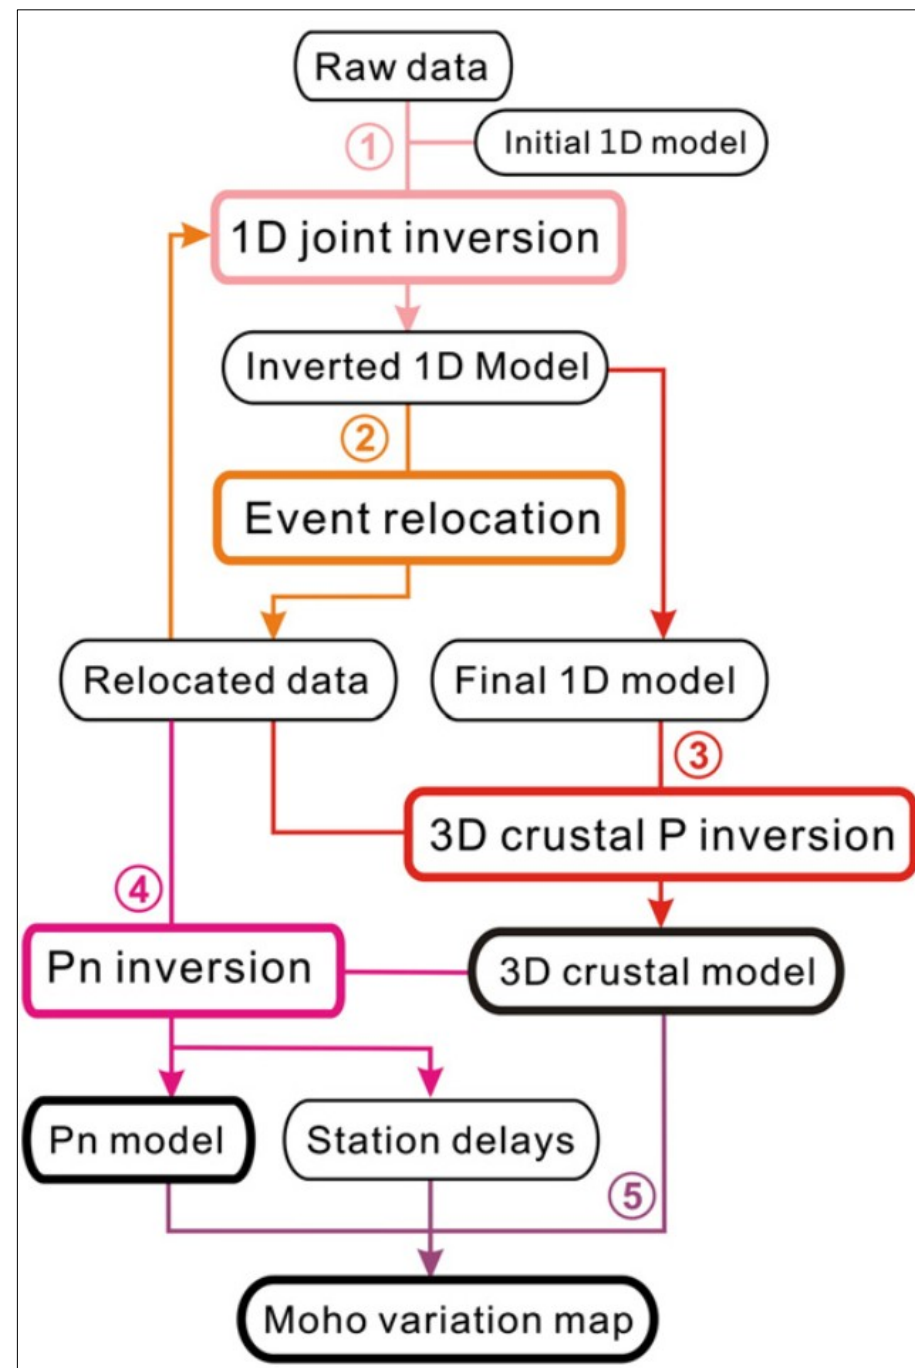 Raw data
①
Initial 1D model
1D joint inversion
Inverted 1D Model
②
Event relocation
Relocated data
Final 1D model
③
3D crustal P inversion
④
Pn inversion
3D crustal model
Pn model
Station delays
⑤
Moho variation map